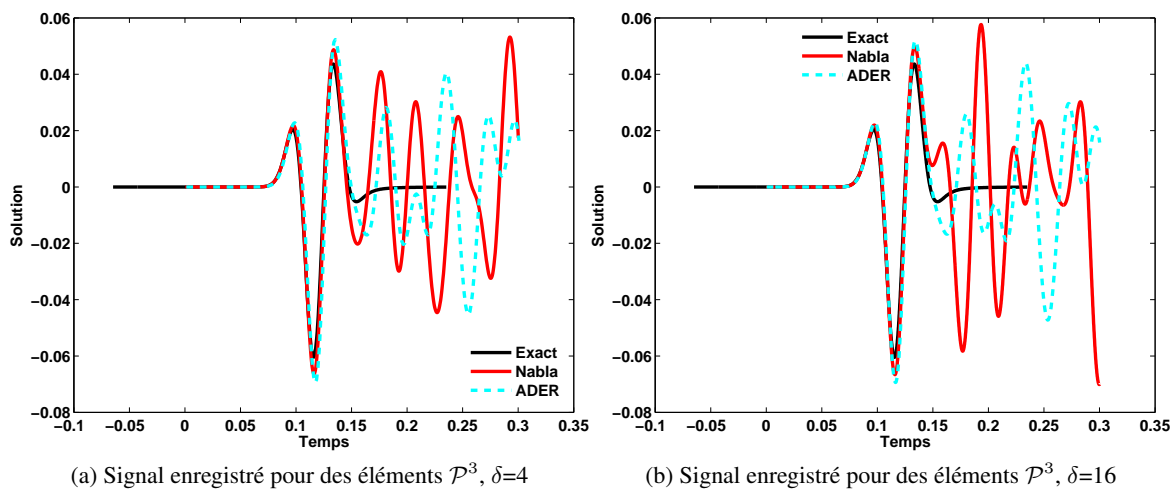 0.06
0.04
0.02
0
−0.02
−0.04
−0.06
−0.08
Solution
−0.1 −0.05 0 0.05 0.1 0.15 0.2 0.25 0.3 0.35
Temps
Exact
Nabla
ADER
(a) Signal enregistré pour des éléments 𝒫³, δ=4
0.06
0.04
0.02
0
−0.02
−0.04
−0.06
−0.08
Solution
−0.1 −0.05 0 0.05 0.1 0.15 0.2 0.25 0.3 0.35
Temps
Exact
Nabla
ADER
(b) Signal enregistré pour des éléments 𝒫³, δ=16